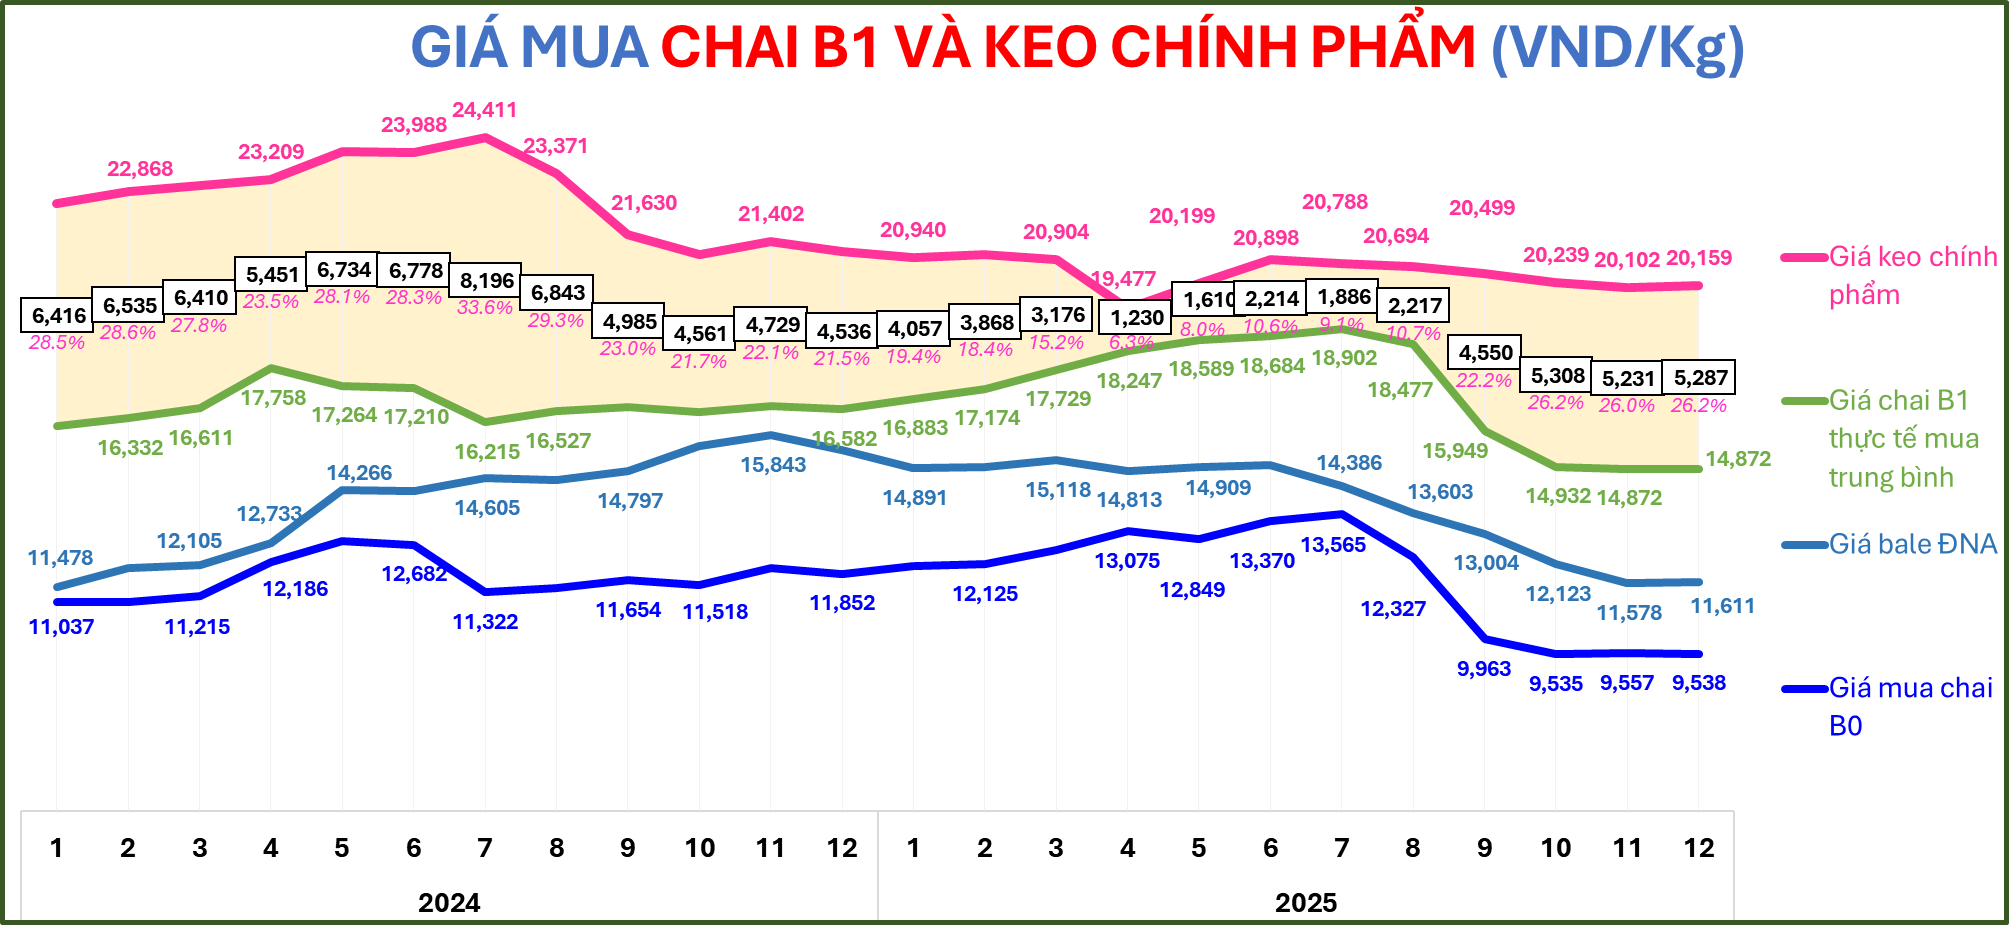 GIÁ MUA CHAI B1 VÀ KEO CHÍNH PHẨM (VND/Kg)
22,868 23,209 23,988 24,411 23,371 21,630 21,402 20,940 20,904 19,477 20,199 20,898 20,788 20,694 20,499 20,239 20,102 20,159
6,416 6,535 6,410 5,451 6,734 6,778 8,196 6,843 4,985 4,561 4,729 4,536 4,057 3,868 3,176 1,230 1,610 2,214 1,886 2,217 4,550 5,308 5,231 5,287
28.5% 28.6% 27.8% 23.5% 28.1% 28.3% 33.6% 29.3% 23.0% 21.7% 22.1% 21.5% 19.4% 18.4% 15.2% 6.3% 8.0% 10.6% 9.1% 10.7% 22.2% 26.2% 26.0% 26.2%
16,332 16,611 17,758 17,264 17,210 16,215 16,527 16,582 16,883 17,174 17,729 18,247 18,589 18,684 18,902 18,477 15,949 14,932 14,872 14,872
11,478 12,105 12,733 14,266 14,605 14,797 15,843 14,891 15,118 14,813 14,909 14,386 13,603 13,004 12,123 11,578 11,611
11,037 11,215 12,186 12,682 11,322 11,654 11,518 11,852 12,125 13,075 12,849 13,370 13,565 12,327 9,963 9,535 9,557 9,538
1 2 3 4 5 6 7 8 9 10 11 12 1 2 3 4 5 6 7 8 9 10 11 12
2024 2025
Giá keo chính
phẩm
Giá chai B1
thực tế mua
trung bình
Giá bale ĐNA
Giá mua chai
B0